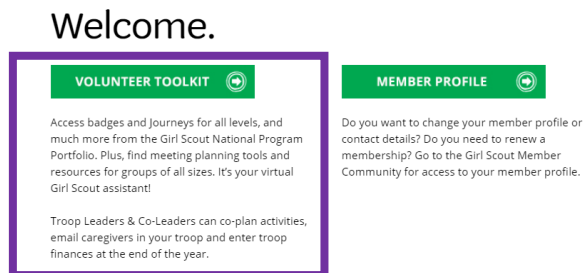 Welcome.
VOLUNTEER TOOLKIT
Access badges and Journeys for all levels, and
much more from the Girl Scout National Program
Portfolio. Plus, find meeting planning tools and
resources for groups of all sizes. It's your virtual
Girl Scout assistant!
Troop Leaders & Co-Leaders can co-plan activities,
email caregivers in your troop and enter troop
finances at the end of the year.
MEMBER PROFILE
Do you want to change your member profile or
contact details? Do you need to renew a
membership? Go to the Girl Scout Member
Community for access to your member profile.